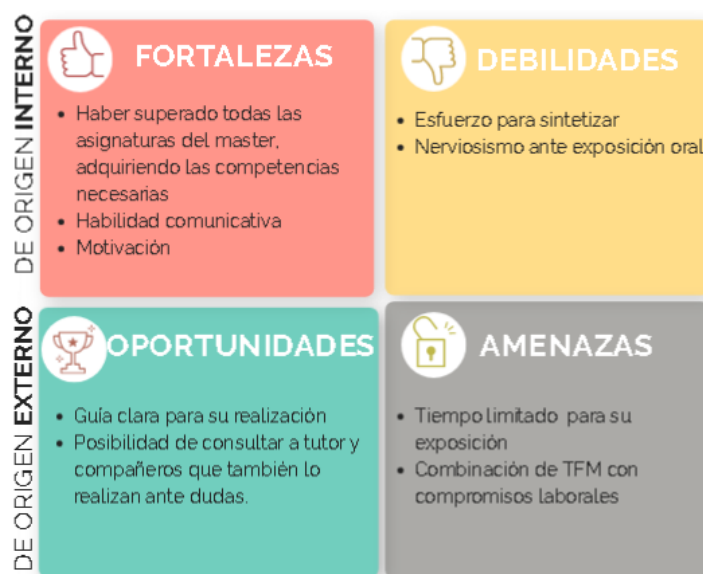 DE ORIGEN INTERNO
FORTALEZAS
• Haber superado todas las
asignaturas del master,
adquiriendo las competencias
necesarias
• Habilidad comunicativa
• Motivación
DEBILIDADES
• Esfuerzo para sintetizar
• Nerviosismo ante exposición oral
DE ORIGEN EXTERNO
OPORTUNIDADES
• Guía clara para su realización
• Posibilidad de consultar a tutor y
compañeros que también lo
realizan ante dudas.
AMENAZAS
• Tiempo limitado para su
exposición
• Combinación de TFM con
compromisos laborales